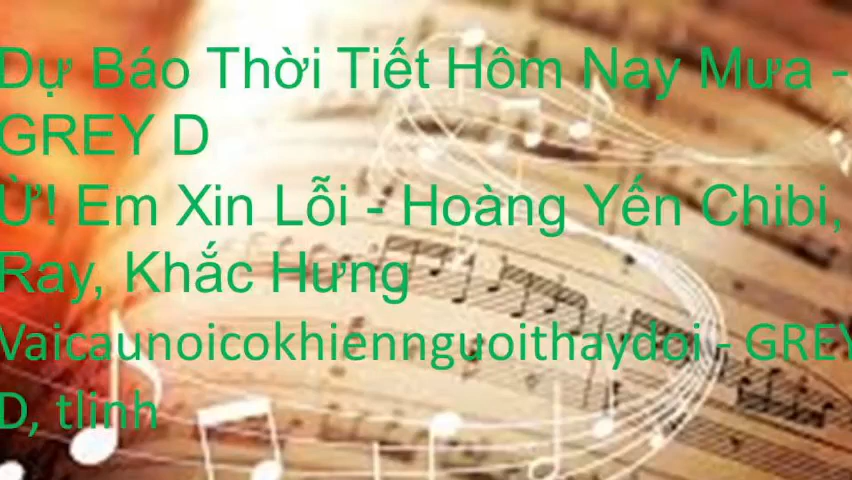 Dự Báo Thời Tiết Hôm Nay Mưa -
GREY D
Ừ! Em Xin Lỗi - Hoàng Yến Chibi,
Ray, Khắc Hưng
Vaicaunoicokhiennguoithaydoi - GREY
D, tlinh